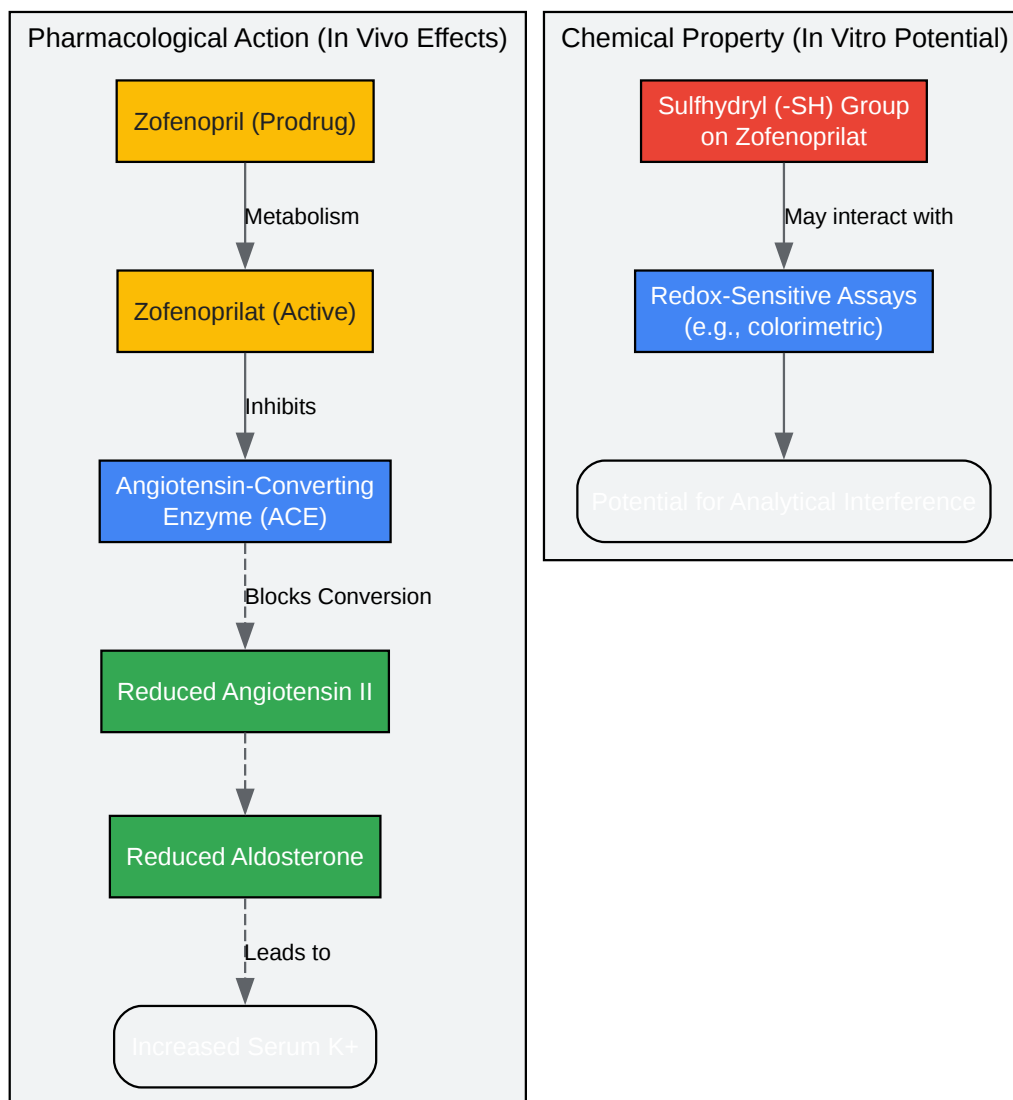 Pharmacological Action (In Vivo Effects)
Zofenopril (Prodrug)
Metabolism
Zofenoprilat (Active)
Inhibits
Angiotensin-Converting
Enzyme (ACE)
Blocks Conversion
Reduced Angiotensin II
Reduced Aldosterone
Leads to
Increased Serum K+
Chemical Property (In Vitro Potential)
Sulfhydryl (-SH) Group
on Zofenoprilat
May interact with
Redox-Sensitive Assays
(e.g., colorimetric)
Potential for Analytical Interference